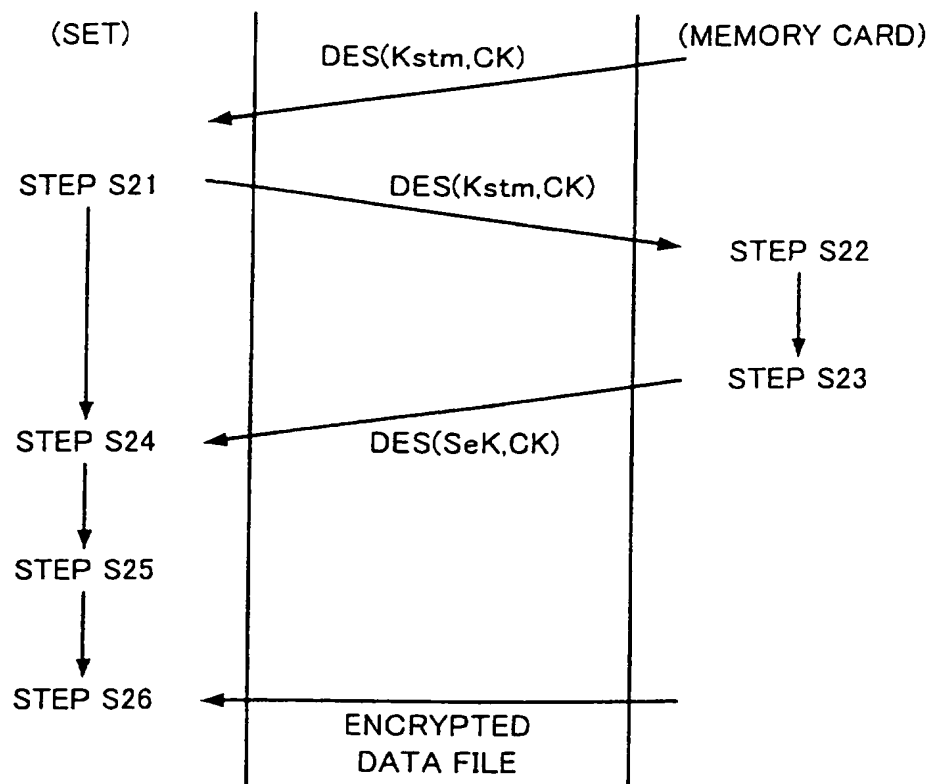 (SET)
(MEMORY CARD)
DES(Kstm,CK)
STEP S21
DES(Kstm,CK)
STEP S22
STEP S23
STEP S24
DES(SeK,CK)
STEP S25
STEP S26
ENCRYPTED
DATA FILE